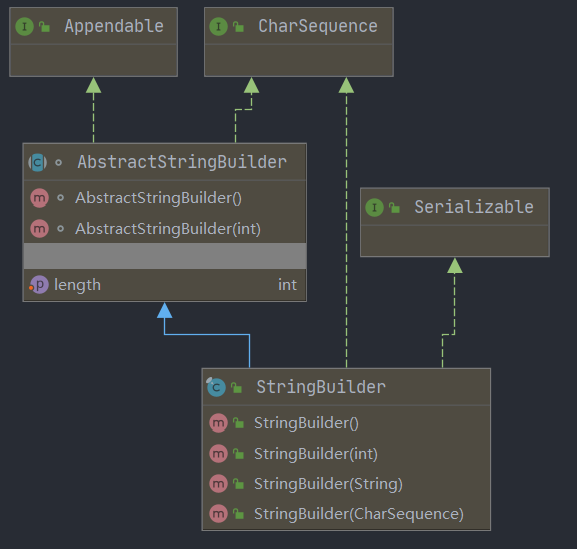 Appendable
CharSequence
AbstractStringBuilder
AbstractStringBuilder()
AbstractStringBuilder(int)
length int
Serializable
StringBuilder
StringBuilder()
StringBuilder(int)
StringBuilder(String)
StringBuilder(CharSequence)